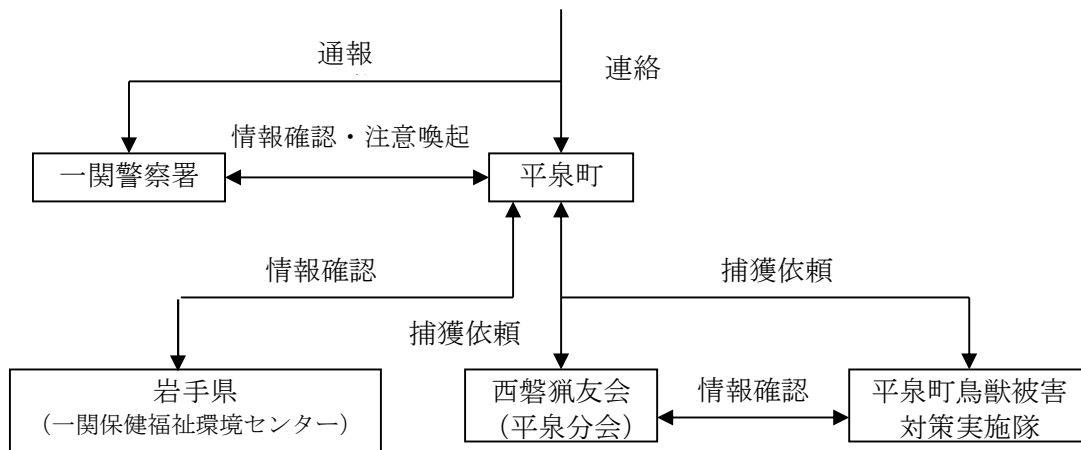 通報
連絡
情報確認・注意喚起
一関警察署
平泉町
情報確認
捕獲依頼
捕獲依頼
岩手県
（一関保健福祉環境センター）
西磐猟友会
（平泉分会）
情報確認
平泉町鳥獣被害
対策実施隊